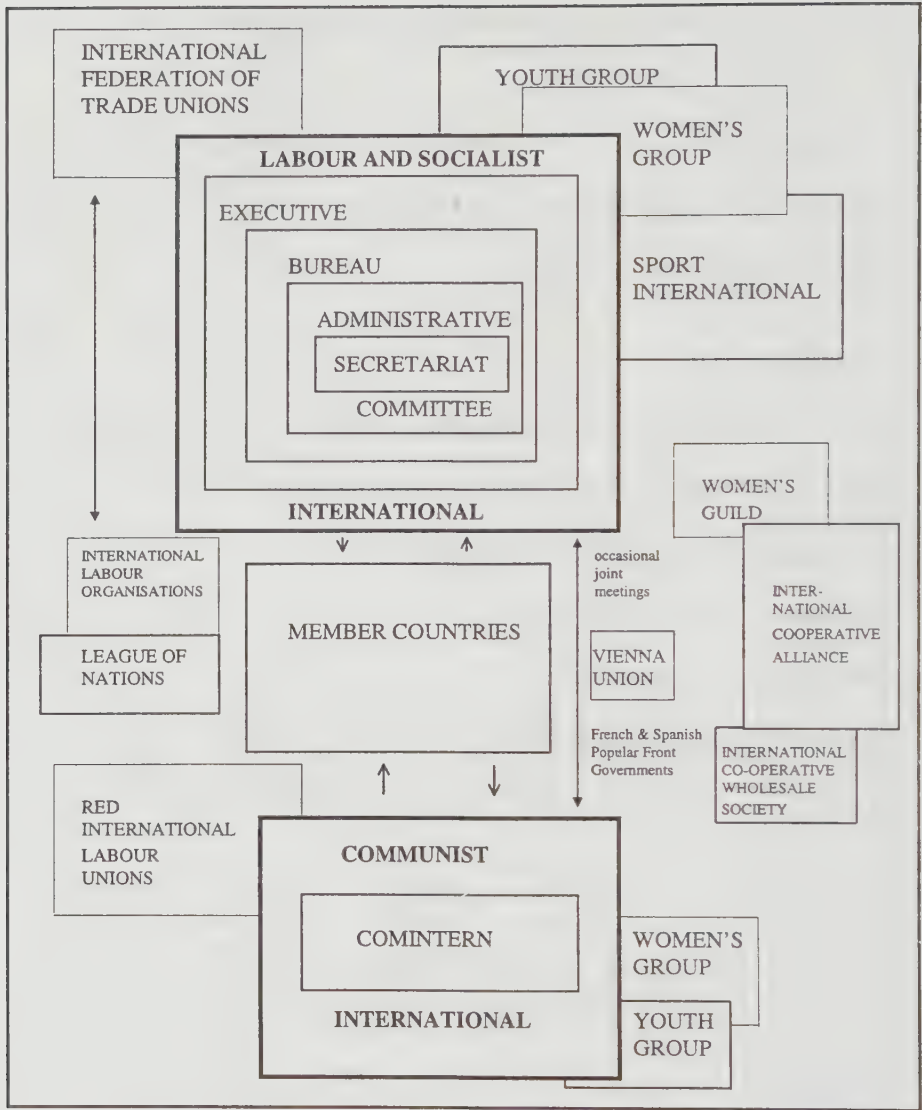 INTERNATIONAL
FEDERATION OF
TRADE UNIONS
YOUTH GROUP
WOMEN'S
GROUP
LABOUR AND SOCIALIST
EXECUTIVE
BUREAU
ADMINISTRATIVE
SECRETARIAT
COMMITTEE
INTERNATIONAL
SPORT
INTERNATIONAL
WOMEN'S
GUILD
INTERNATIONAL
LABOUR
ORGANISATIONS
LEAGUE OF
NATIONS
MEMBER COUNTRIES
occasional
joint
meetings
VIENNA
UNION
French & Spanish
Popular Front
Governments
INTER-
NATIONAL
COOPERATIVE
ALLIANCE
INTERNATIONAL
CO-OPERATIVE
WHOLESALE
SOCIETY
RED
INTERNATIONAL
LABOUR
UNIONS
COMMUNIST
COMINTERN
INTERNATIONAL
WOMEN'S
GROUP
YOUTH
GROUP